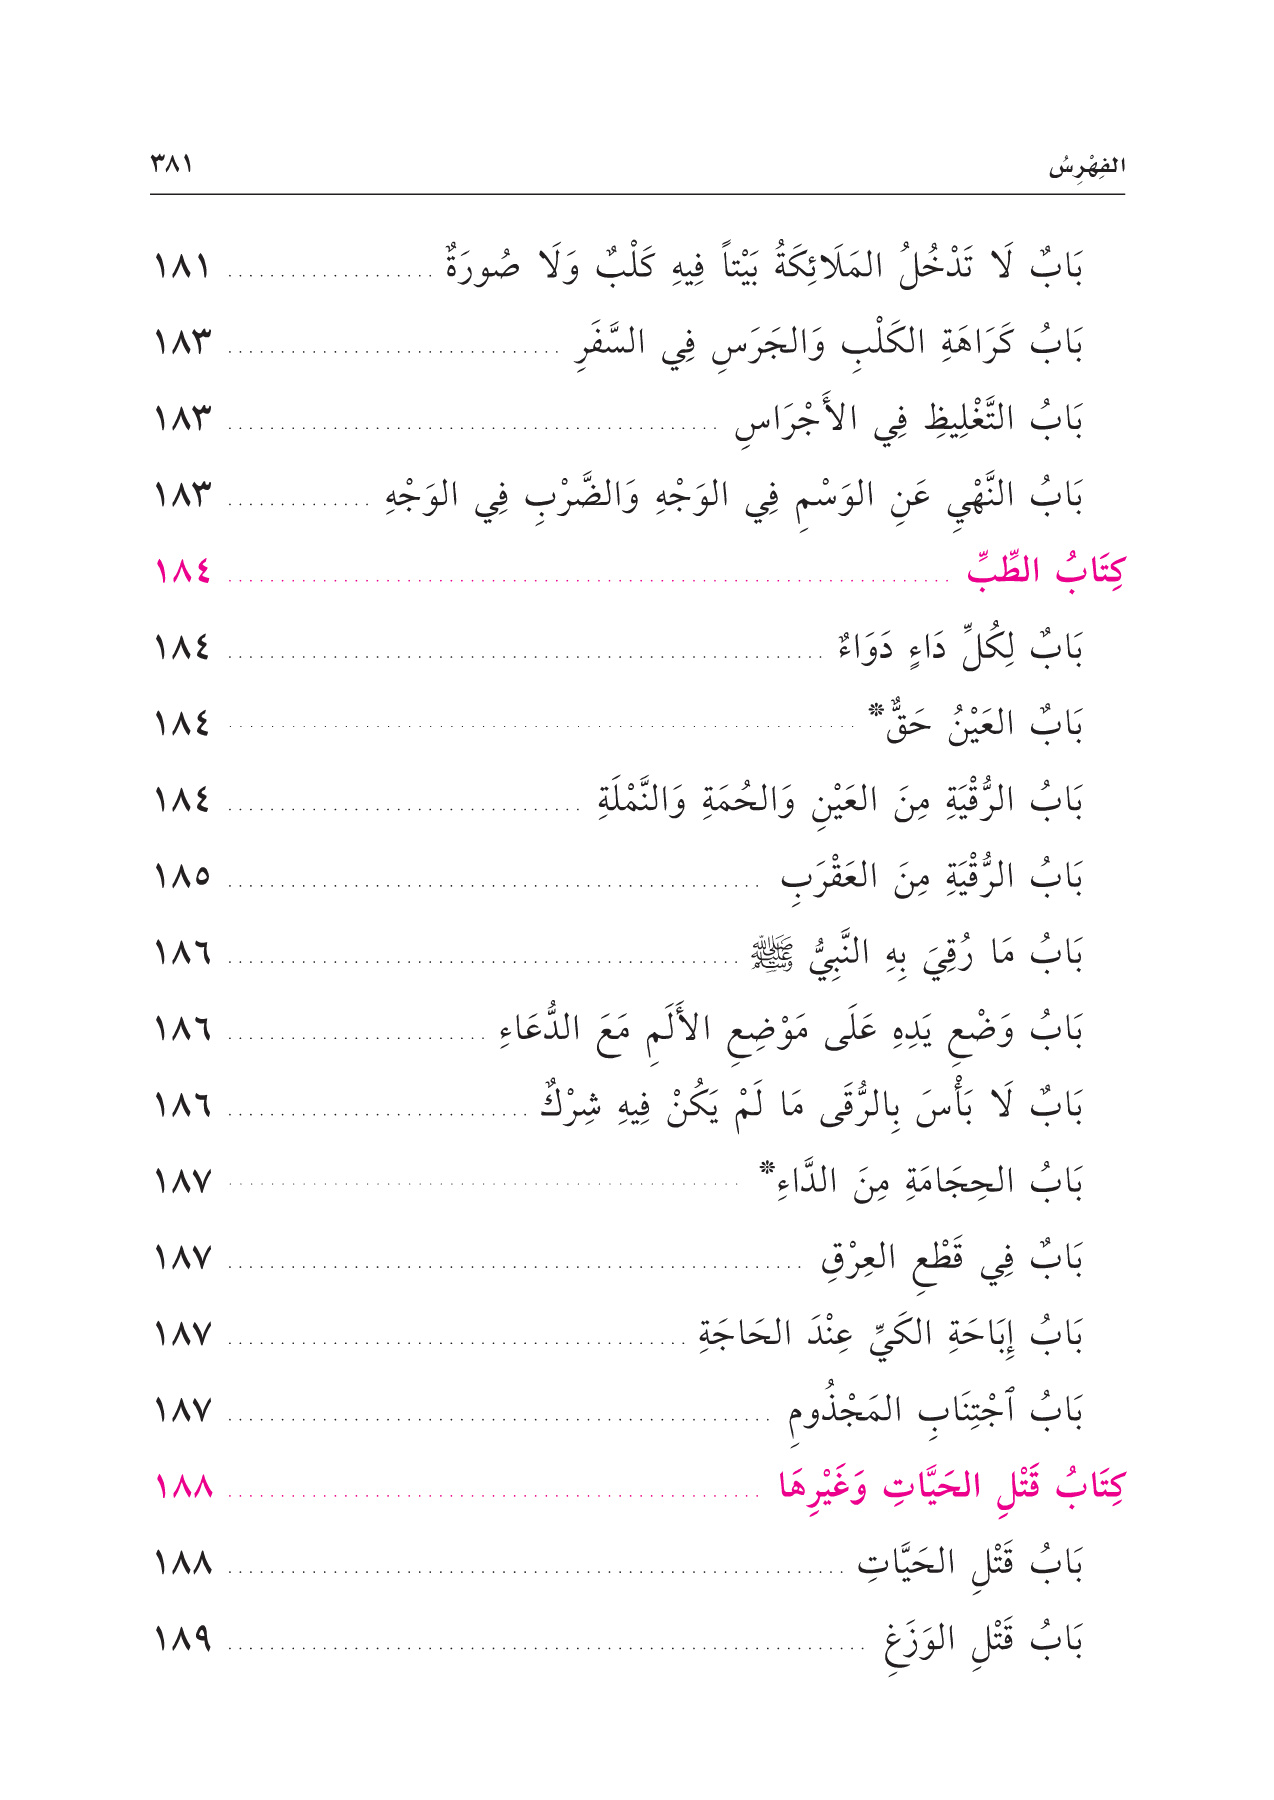 الفِهْرِسُ ٣٨١
بَابٌ لَا تَدْخُلُ المَلَائِكَةُ بَيْتاً فِيهِ كَلْبٌ وَلَا صُورَةٌ ١٨١
بَابُ كَرَاهَةِ الكَلْبِ وَالجَرَسِ فِي السَّفَرِ ١٨٣
بَابُ التَّغْلِيظِ فِي الأَجْرَاسِ ١٨٣
بَابُ النَّهْيِ عَنِ الوَسْمِ فِي الوَجْهِ وَالضَّرْبِ فِي الوَجْهِ ١٨٣
كِتَابُ الطِّبِّ ١٨٤
بَابٌ لِكُلِّ دَاءٍ دَوَاءٌ ١٨٤
بَابٌ العَيْنُ حَقٌّ* ١٨٤
بَابُ الرُّقْيَةِ مِنَ العَيْنِ وَالحُمَةِ وَالنَّمْلَةِ ١٨٤
بَابُ الرُّقْيَةِ مِنَ العَقْرَبِ ١٨٥
بَابُ مَا رُقِيَ بِهِ النَّبِيُّ ﷺ ١٨٦
بَابُ وَضْعِ يَدِهِ عَلَى مَوْضِعِ الأَلَمِ مَعَ الدُّعَاءِ ١٨٦
بَابٌ لَا بَأْسَ بِالرُّقَى مَا لَمْ يَكُنْ فِيهِ شِرْكٌ ١٨٦
بَابُ الحِجَامَةِ مِنَ الدَّاءِ* ١٨٧
بَابٌ فِي قَطْعِ العِرْقِ ١٨٧
بَابُ إِبَاحَةِ الكَيِّ عِنْدَ الحَاجَةِ ١٨٧
بَابُ ٱجْتِنَابِ المَجْذُومِ ١٨٧
كِتَابُ قَتْلِ الحَيَّاتِ وَغَيْرِهَا ١٨٨
بَابُ قَتْلِ الحَيَّاتِ ١٨٨
بَابُ قَتْلِ الوَزَغِ ١٨٩